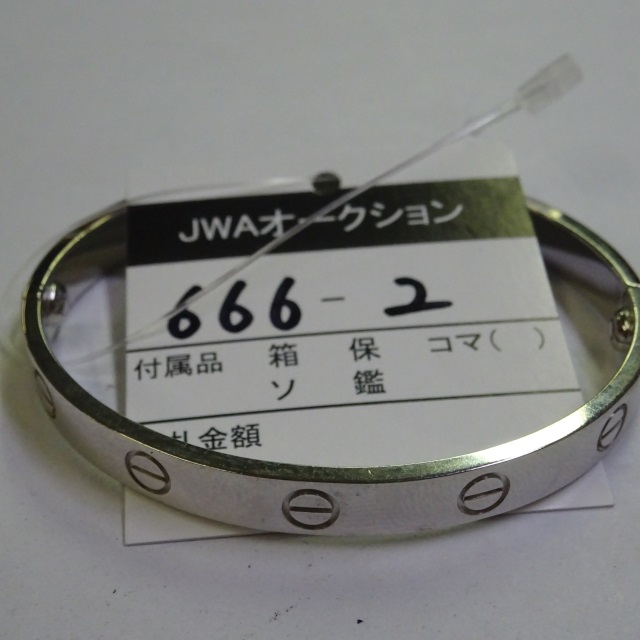 JWAオークション
666-2
付属品 箱 保 コマ( )
ソ 鑑
札金額